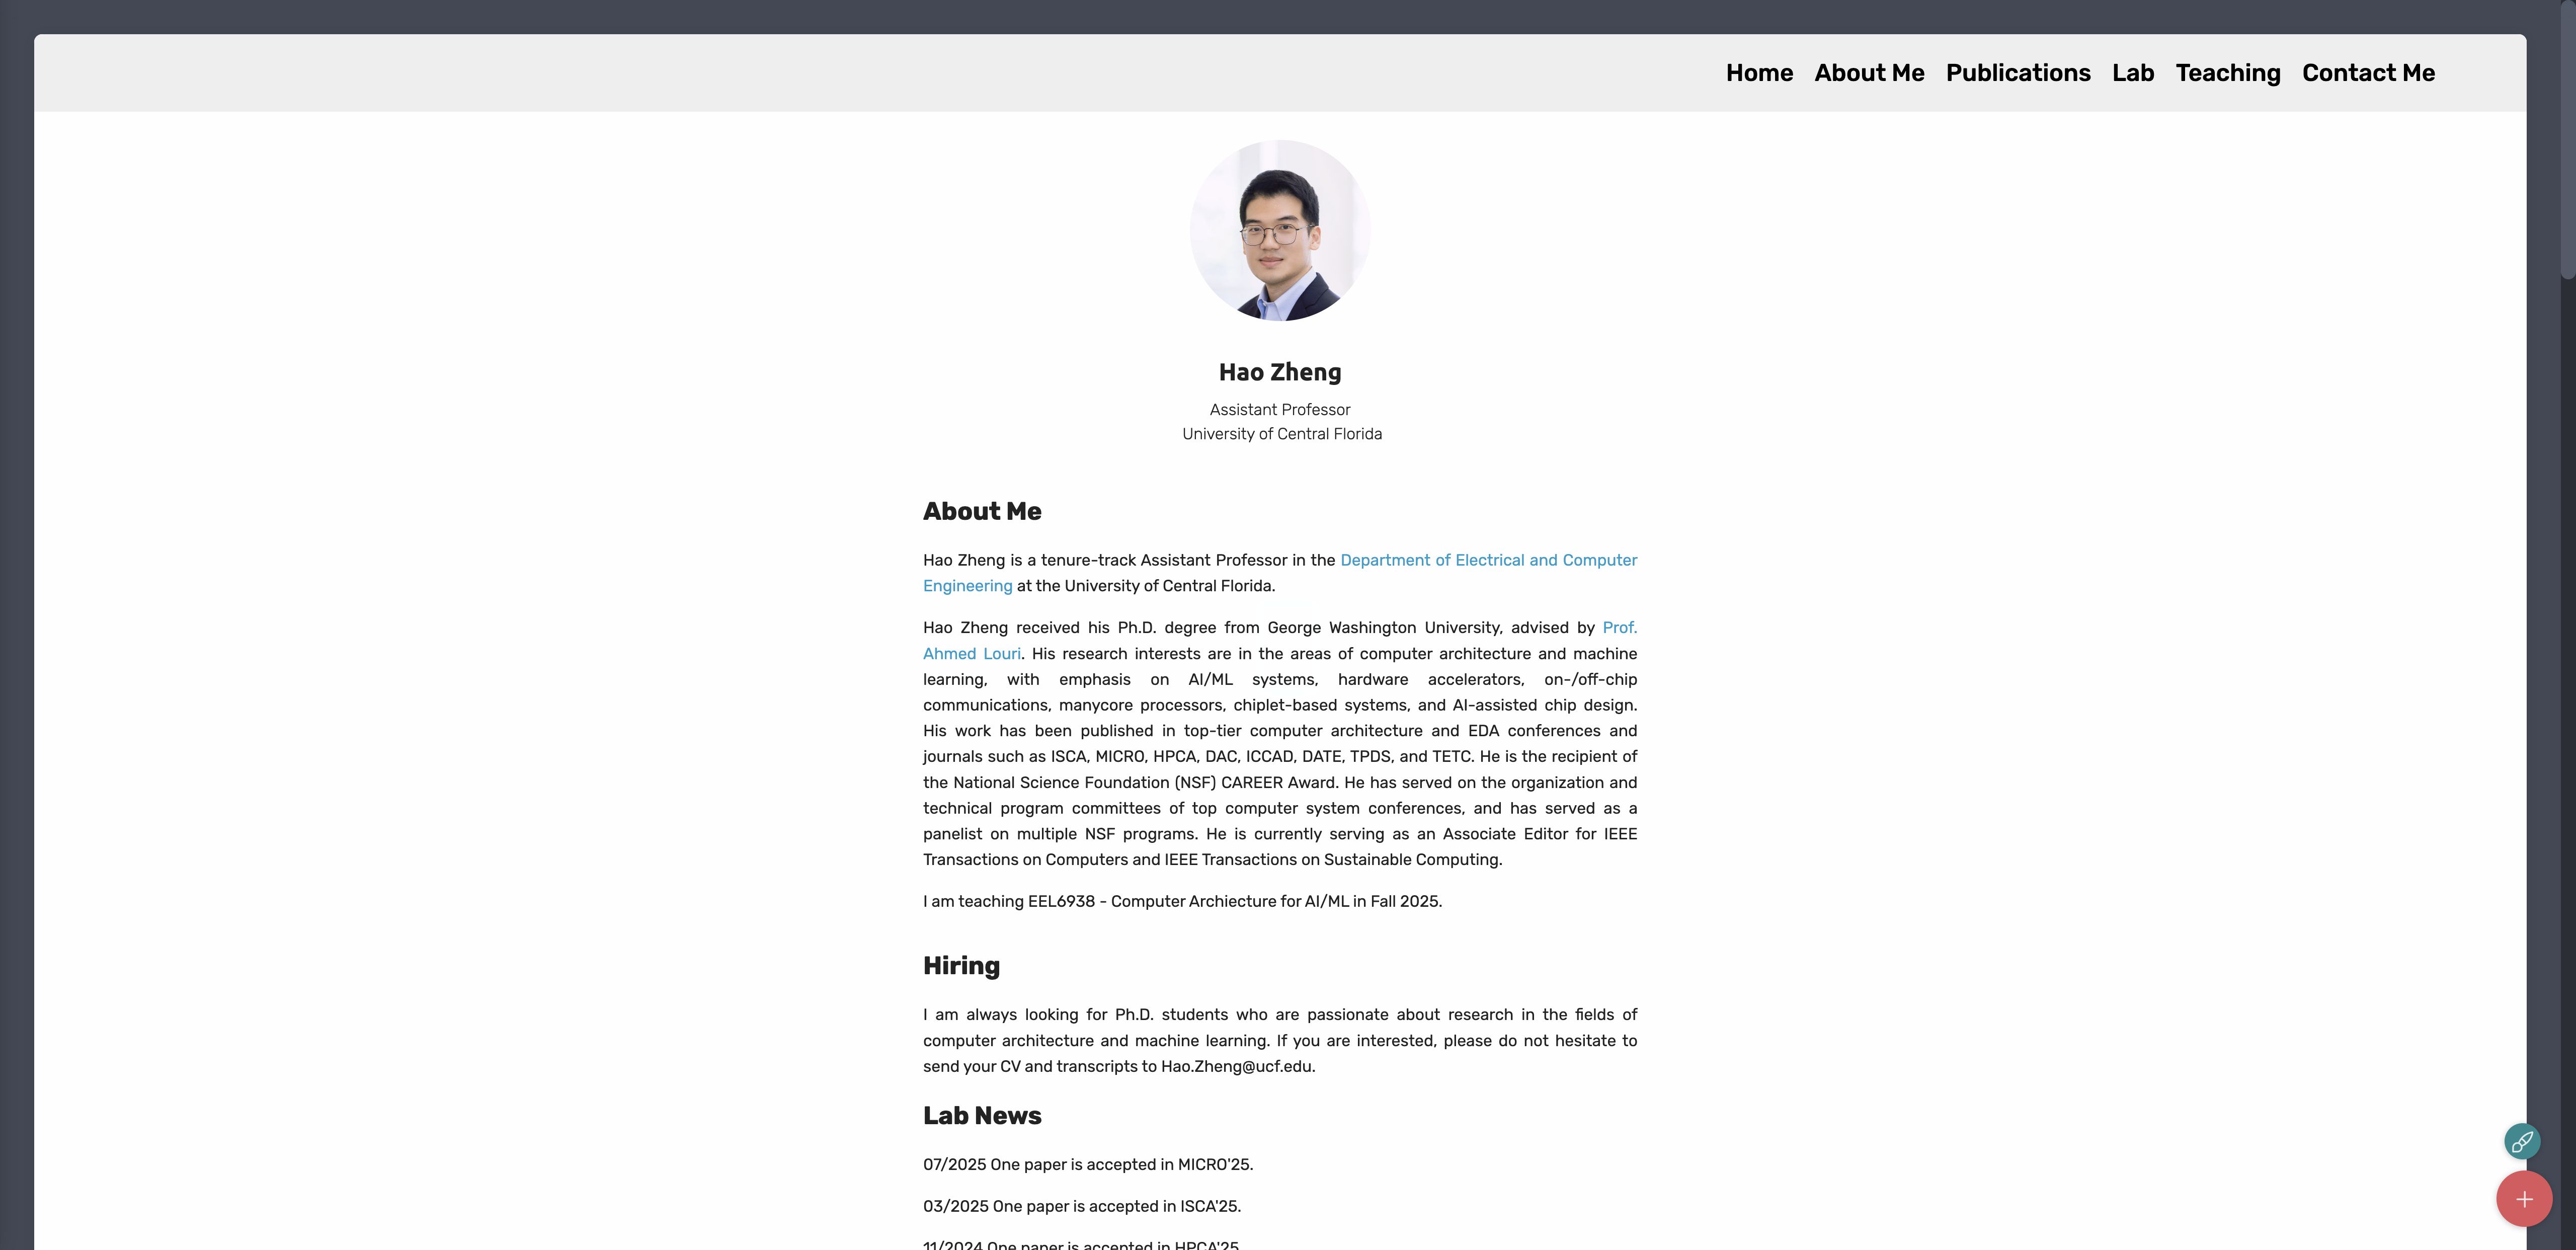 Home About Me Publications Lab Teaching Contact Me
Hao Zheng
Assistant Professor
University of Central Florida
About Me
Hao Zheng is a tenure-track Assistant Professor in the Department of Electrical and Computer
Engineering at the University of Central Florida.
Hao Zheng received his Ph.D. degree from George Washington University, advised by Prof.
Ahmed Louri. His research interests are in the areas of computer architecture and machine
learning, with emphasis on AI/ML systems, hardware accelerators, on-/off-chip
communications, manycore processors, chiplet-based systems, and AI-assisted chip design.
His work has been published in top-tier computer architecture and EDA conferences and
journals such as ISCA, MICRO, HPCA, DAC, ICCAD, DATE, TPDS, and TETC. He is the recipient of
the National Science Foundation (NSF) CAREER Award. He has served on the organization and
technical program committees of top computer system conferences, and has served as a
panelist on multiple NSF programs. He is currently serving as an Associate Editor for IEEE
Transactions on Computers and IEEE Transactions on Sustainable Computing.
I am teaching EEL6938 - Computer Archiecture for AI/ML in Fall 2025.
Hiring
I am always looking for Ph.D. students who are passionate about research in the fields of
computer architecture and machine learning. If you are interested, please do not hesitate to
send your CV and transcripts to Hao.Zheng@ucf.edu.
Lab News
07/2025 One paper is accepted in MICRO'25.
03/2025 One paper is accepted in ISCA'25.
11/2024 One paper is accepted in HPCA'25.